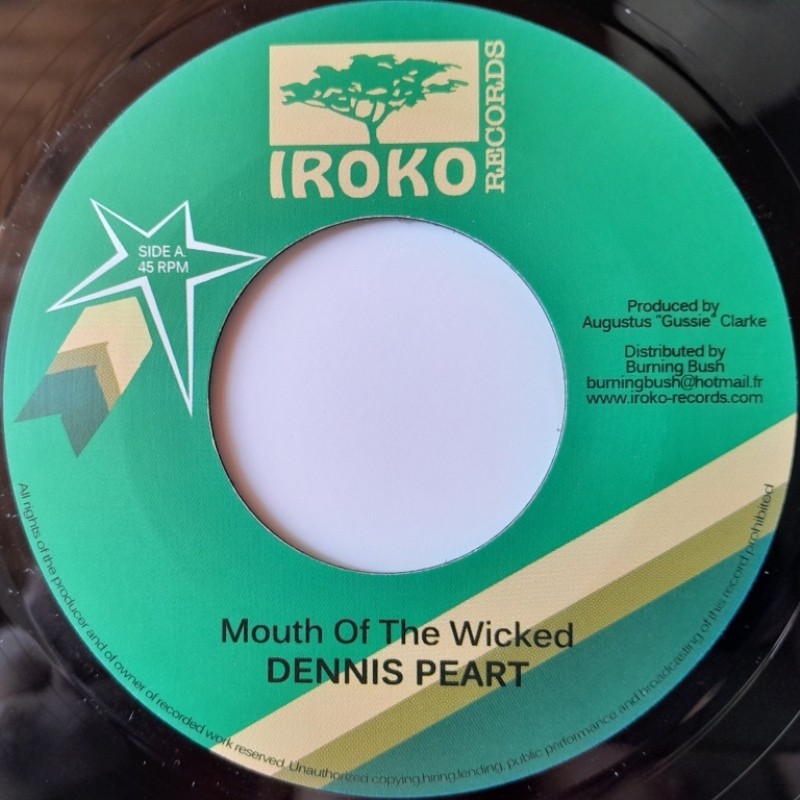 IROKO
RECORDS
SIDE A.
45 RPM
Produced by
Augustus "Gussie" Clarke
Distributed by
Burning Bush
burningbush@hotmail.fr
www.iroko-records.com
Mouth Of The Wicked
DENNIS PEART
All rights of the producer and of owner of recorded work reserved. Unauthorized copying,hiring,lending, public performance and broadcasting of this record prohibited